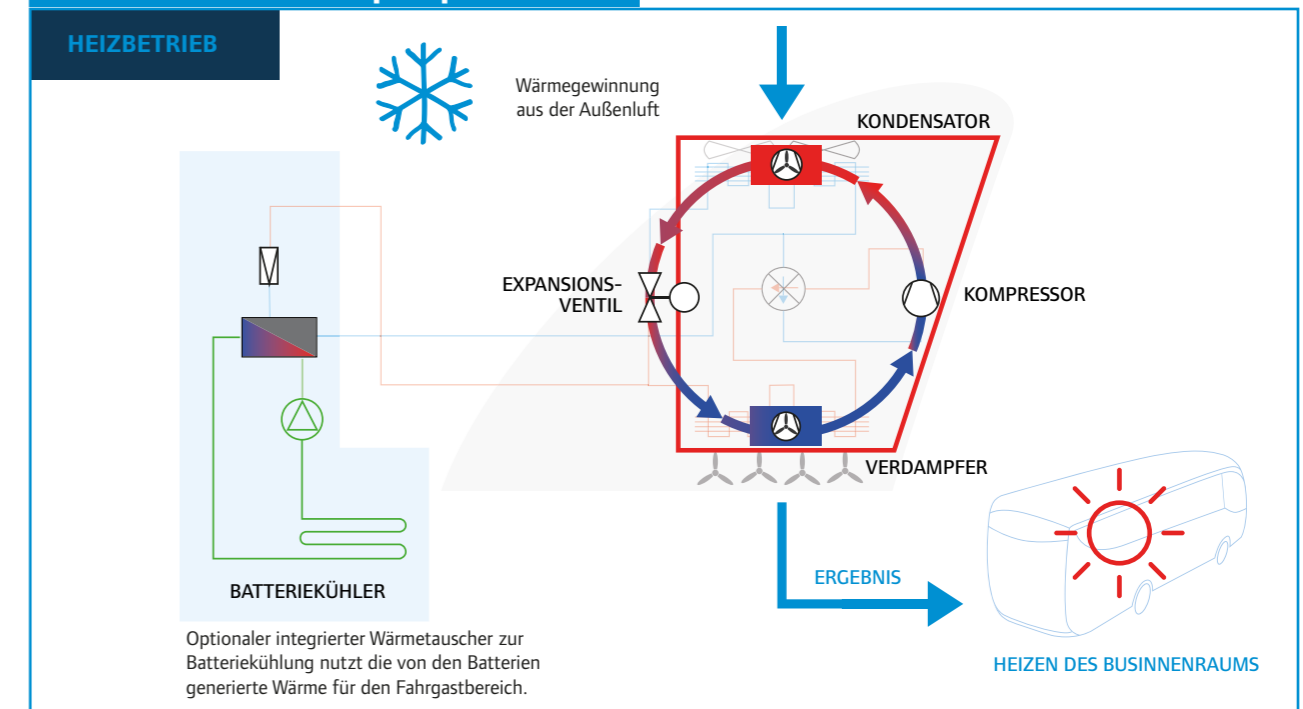 HEIZBETRIEB
Wärmegewinnung
aus der Außenluft
KONDENSATOR
EXPANSIONS-
VENTIL
KOMPRESSOR
VERDAMPFER
ERGEBNIS
BATTERIEKÜHLER
Optionaler integrierter Wärmetauscher zur
Batteriekühlung nutzt die von den Batterien
generierte Wärme für den Fahrgastbereich.
HEIZEN DES BUSINNENRAUMS